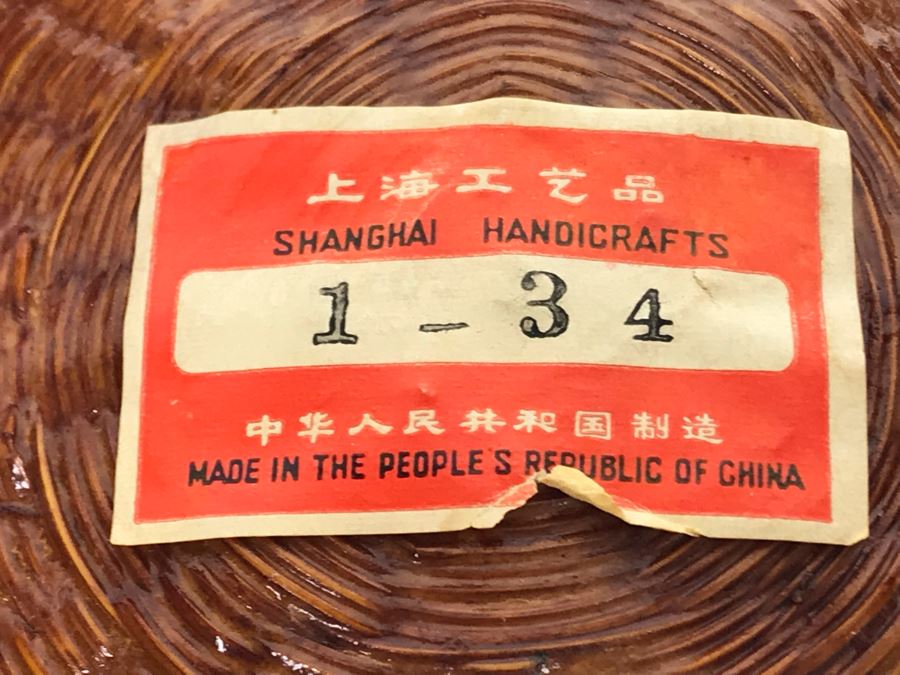 上海工艺品
SHANGHAI HANDICRAFTS
1 - 34
中华人民共和国制造
MADE IN THE PEOPLE'S REPUBLIC OF CHINA